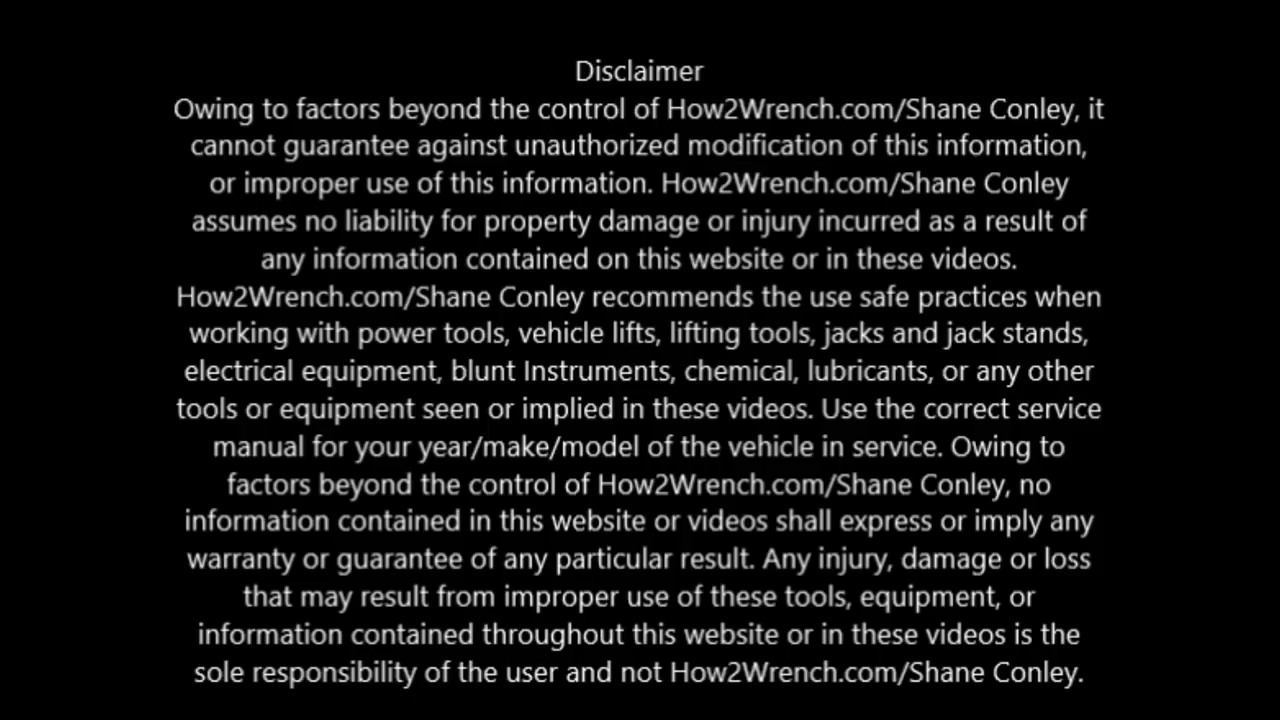 Disclaimer
Owing to factors beyond the control of How2Wrench.com/Shane Conley, it
cannot guarantee against unauthorized modification of this information,
or improper use of this information. How2Wrench.com/Shane Conley
assumes no liability for property damage or injury incurred as a result of
any information contained on this website or in these videos.
How2Wrench.com/Shane Conley recommends the use safe practices when
working with power tools, vehicle lifts, lifting tools, jacks and jack stands,
electrical equipment, blunt Instruments, chemical, lubricants, or any other
tools or equipment seen or implied in these videos. Use the correct service
manual for your year/make/model of the vehicle in service. Owing to
factors beyond the control of How2Wrench.com/Shane Conley, no
information contained in this website or videos shall express or imply any
warranty or guarantee of any particular result. Any injury, damage or loss
that may result from improper use of these tools, equipment, or
information contained throughout this website or in these videos is the
sole responsibility of the user and not How2Wrench.com/Shane Conley.